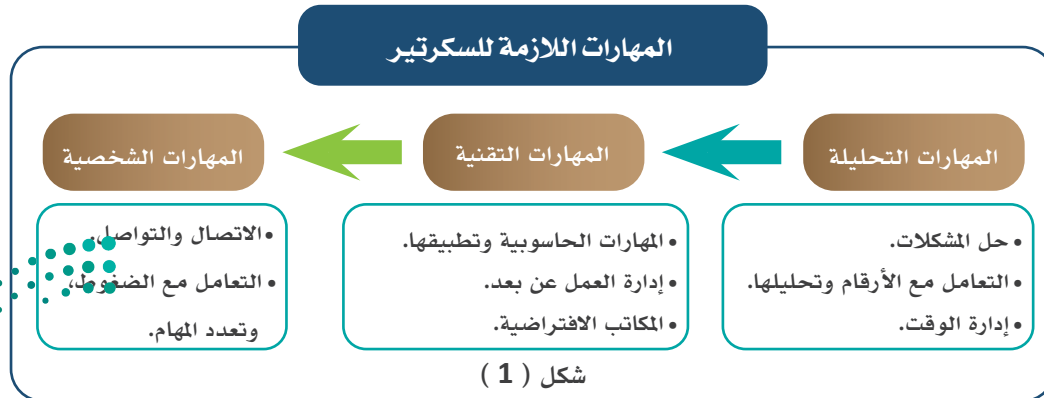 المهارات اللازمة للسكرتير
المهارات التحليلة
• حل المشكلات.
• التعامل مع الأرقام وتحليلها.
• إدارة الوقت.
المهارات التقنية
• المهارات الحاسوبية وتطبيقها.
• إدارة العمل عن بعد.
• المكاتب الافتراضية.
المهارات الشخصية
• الاتصال والتواصل.
• التعامل مع الضغوط،
وتعدد المهام.
شكل ( 1 )